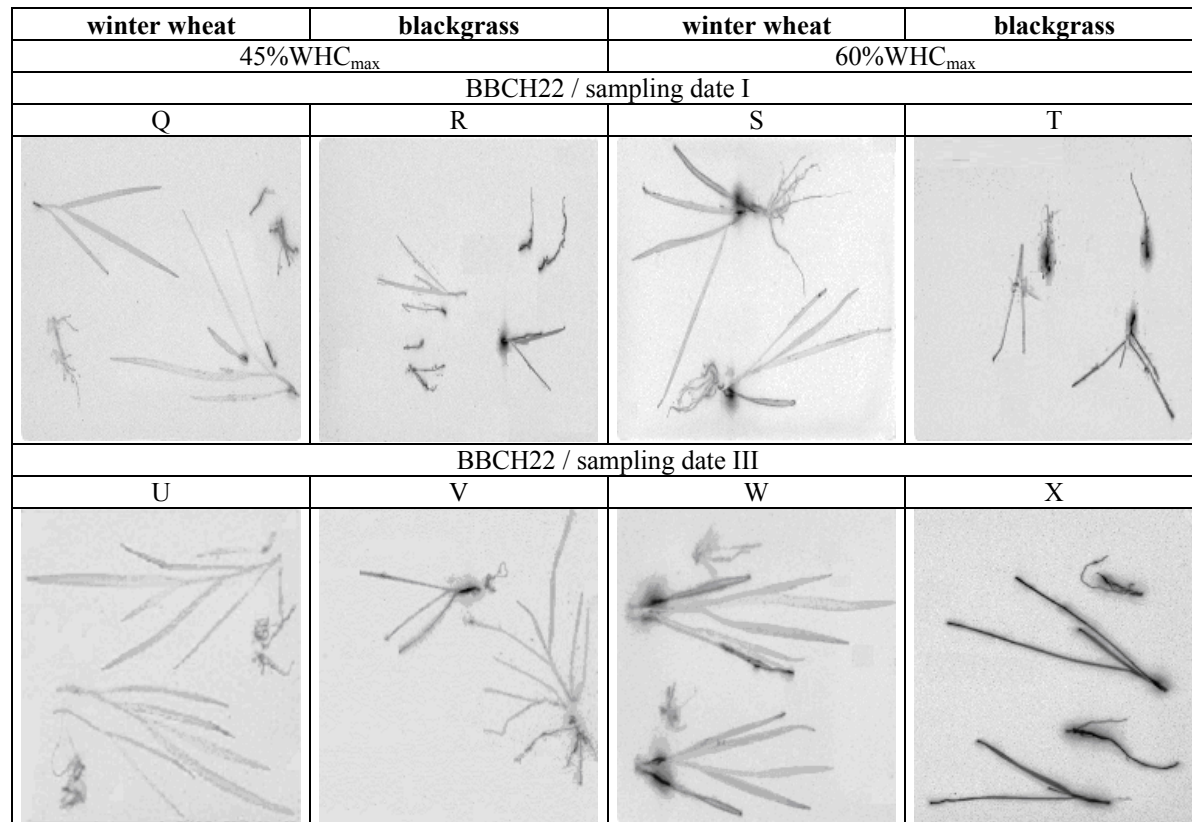 winter wheat blackgrass winter wheat blackgrass
45%WHCmax 60%WHCmax
BBCH22 / sampling date I
Q R S T
BBCH22 / sampling date III
U V W X